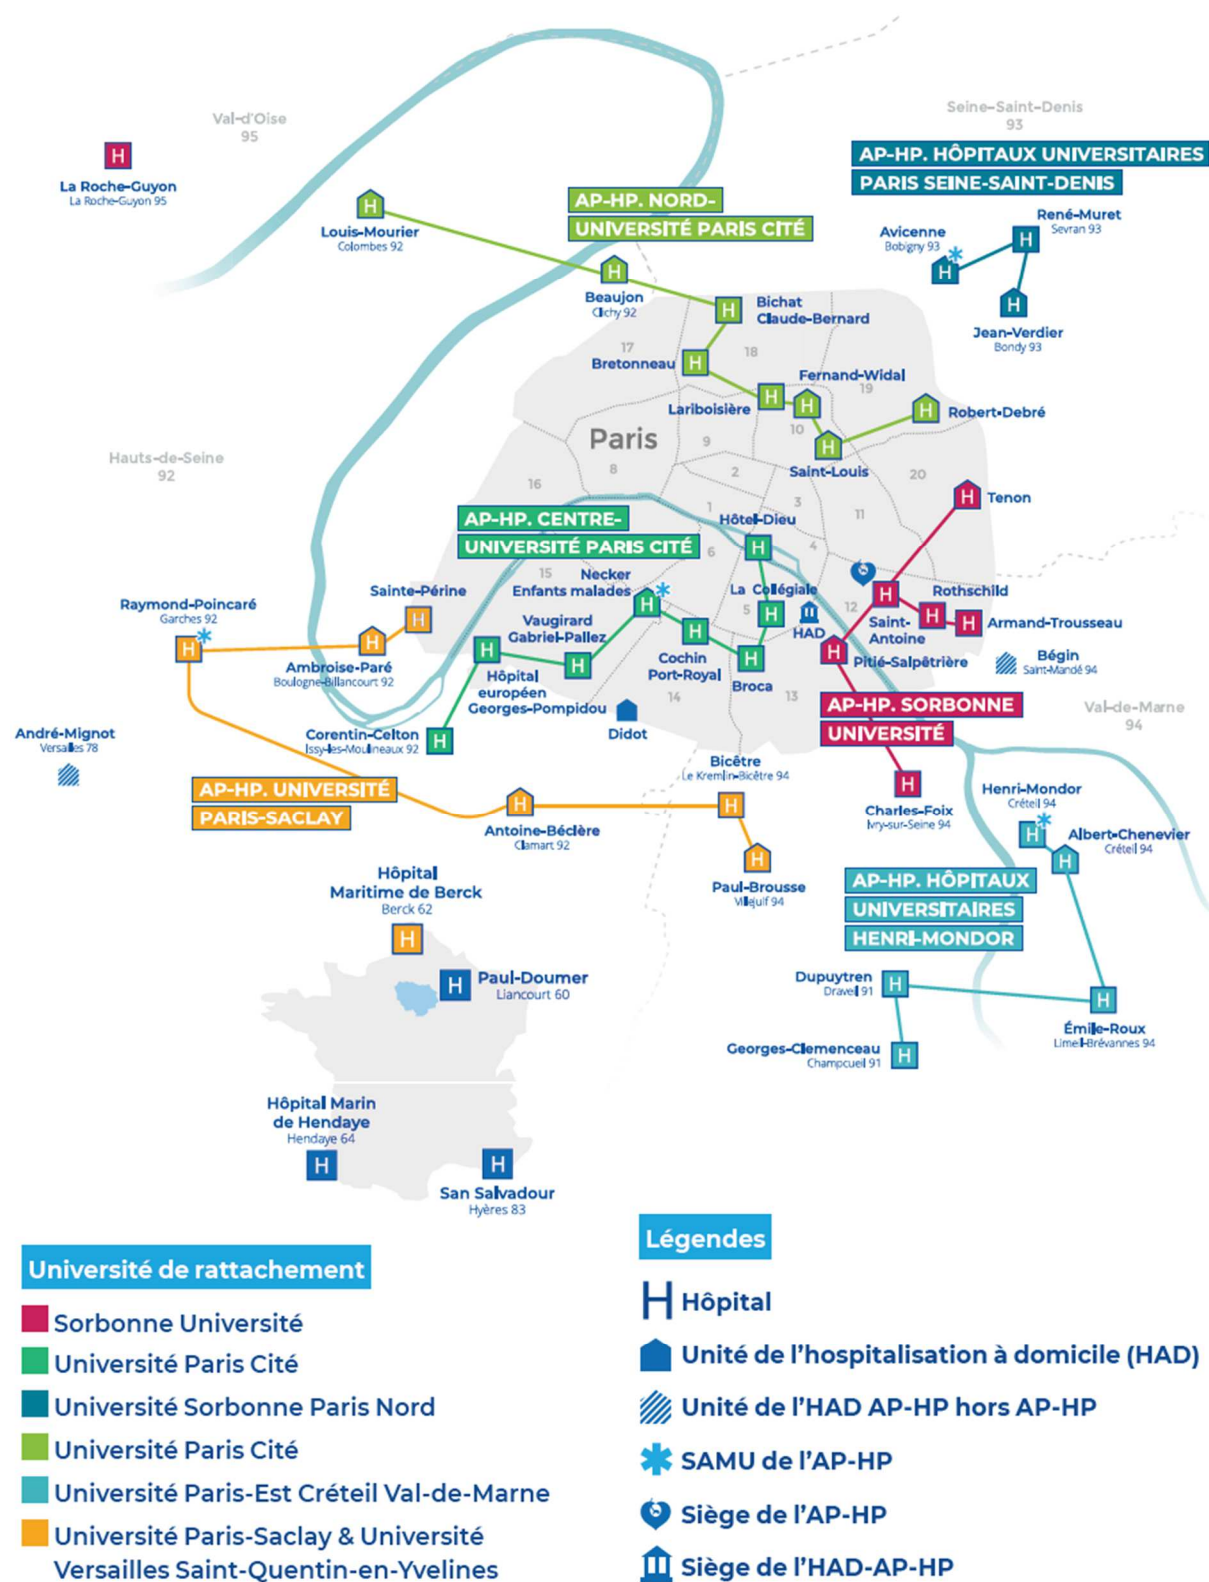 Val-d'Oise
95
Seine-Saint-Denis
93
AP-HP. HÔPITAUX UNIVERSITAIRES
PARIS SEINE-SAINT-DENIS
H
La Roche-Guyon
La Roche-Guyon 95
H
Louis-Mourier
Colombes 92
AP-HP. NORD-
UNIVERSITÉ PARIS CITÉ
Avicenne
Bobigny 93
H
René-Muret
Sevran 93
H
H
Jean-Verdier
Bondy 93
H
Beaujon
Clichy 92
H
Bichat
Claude-Bernard
17
18
Bretonneau
H
Fernand-Widal
19
Lariboisière
H
H
H
Robert-Debré
10
Paris
9
H
Saint-Louis
Hauts-de-Seine
92
8
16
2
20
3
1
11
H
Tenon
AP-HP. CENTRE-
UNIVERSITÉ PARIS CITÉ
Hôtel-Dieu
H
6
4
15
Necker
Enfants malades
H
La Collégiale
H
5
HAD
12
H
Saint-
Antoine
Rothschild
H
H
Armand-Trousseau
Raymond-Poincaré
Garches 92
H
Sainte-Périne
H
H
Ambroise-Paré
Boulogne-Billancourt 92
Vaugirard
Gabriel-Pallez
H
H
Hôpital
européen
Georges-Pompidou
H
Cochin
Port-Royal
H
Broca
H
Pitié-Salpêtrière
Bégin
Saint-Mandé 94
14
13
Didot
AP-HP. SORBONNE
UNIVERSITÉ
Val-de-Marne
94
André-Mignot
Versailles 78
Corentin-Celton
Issy-les-Moulineaux 92
H
AP-HP. UNIVERSITÉ
PARIS-SACLAY
Bicêtre
Le Kremlin-Bicêtre 94
H
H
Antoine-Béclère
Clamart 92
H
Charles-Foix
Ivry-sur-Seine 94
Henri-Mondor
Créteil 94
H
Albert-Chenevier
Créteil 94
H
H
Paul-Brousse
Villejuif 94
AP-HP. HÔPITAUX
UNIVERSITAIRES
HENRI-MONDOR
Hôpital
Maritime de Berck
Berck 62
H
H
Paul-Doumer
Liancourt 60
Dupuytren
Draveil 91
H
H
Émile-Roux
Limeil-Brévannes 94
Georges-Clemenceau
Champcueil 91
H
Hôpital Marin
de Hendaye
Hendaye 64
H
H
San Salvadour
Hyères 83
Université de rattachement
Sorbonne Université
Université Paris Cité
Université Sorbonne Paris Nord
Université Paris Cité
Université Paris-Est Créteil Val-de-Marne
Université Paris-Saclay & Université
Versailles Saint-Quentin-en-Yvelines
Légendes
H Hôpital
Unité de l'hospitalisation à domicile (HAD)
Unité de l'HAD AP-HP hors AP-HP
SAMU de l'AP-HP
Siège de l'AP-HP
Siège de l'HAD-AP-HP